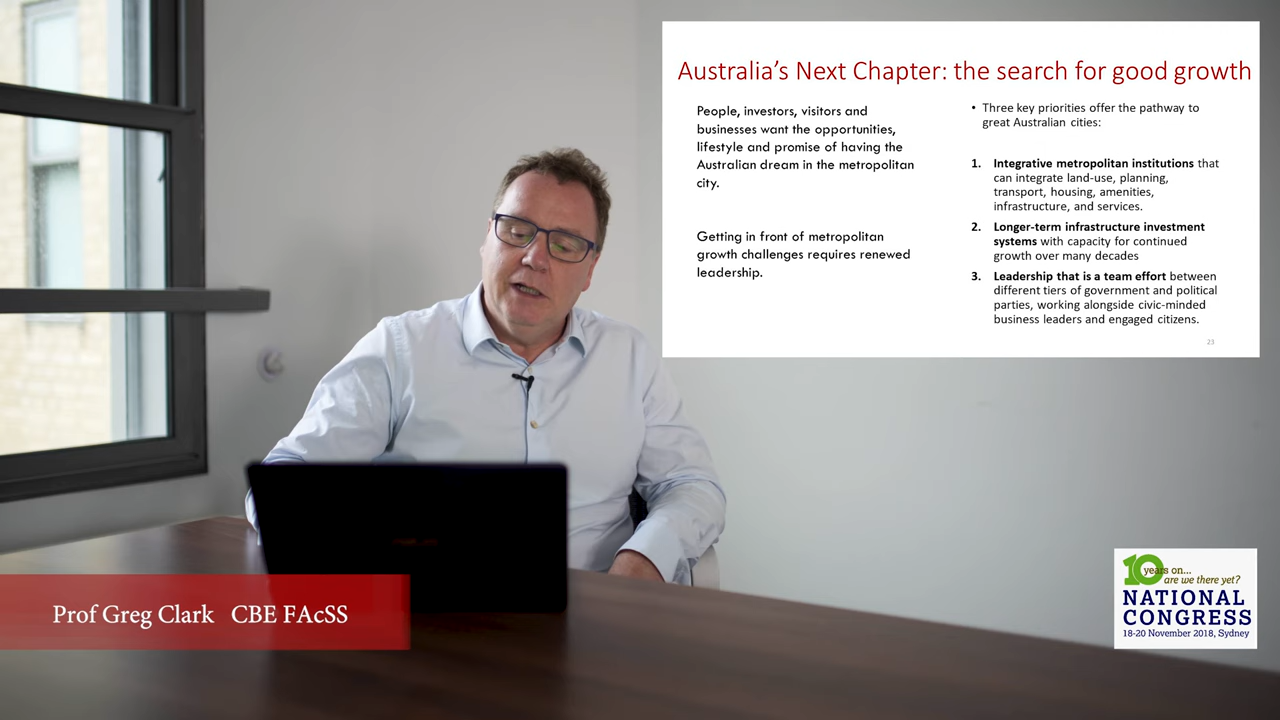 Australia's Next Chapter: the search for good growth
People, investors, visitors and
businesses want the opportunities,
lifestyle and promise of having the
Australian dream in the metropolitan
city.
Getting in front of metropolitan
growth challenges requires renewed
leadership.
• Three key priorities offer the pathway to
great Australian cities:
1. Integrative metropolitan institutions that
can integrate land-use, planning,
transport, housing, amenities,
infrastructure, and services.
2. Longer-term infrastructure investment
systems with capacity for continued
growth over many decades
3. Leadership that is a team effort between
different tiers of government and political
parties, working alongside civic-minded
business leaders and engaged citizens.
23
Prof Greg Clark CBE FAcSS
10 years on...
are we there yet?
NATIONAL
CONGRESS
18-20 November 2018, Sydney